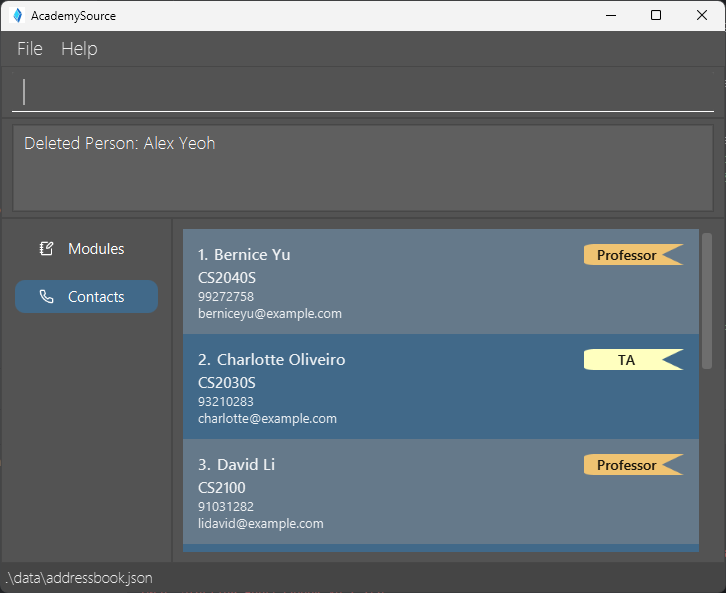 AcademySource
File Help
Deleted Person: Alex Yeoh
Modules
Contacts
1. Bernice Yu
Professor
CS2040S
99272758
berniceyu@example.com
2. Charlotte Oliveiro
TA
CS2030S
93210283
charlotte@example.com
3. David Li
Professor
CS2100
91031282
lidavid@example.com
.\data\addressbook.json